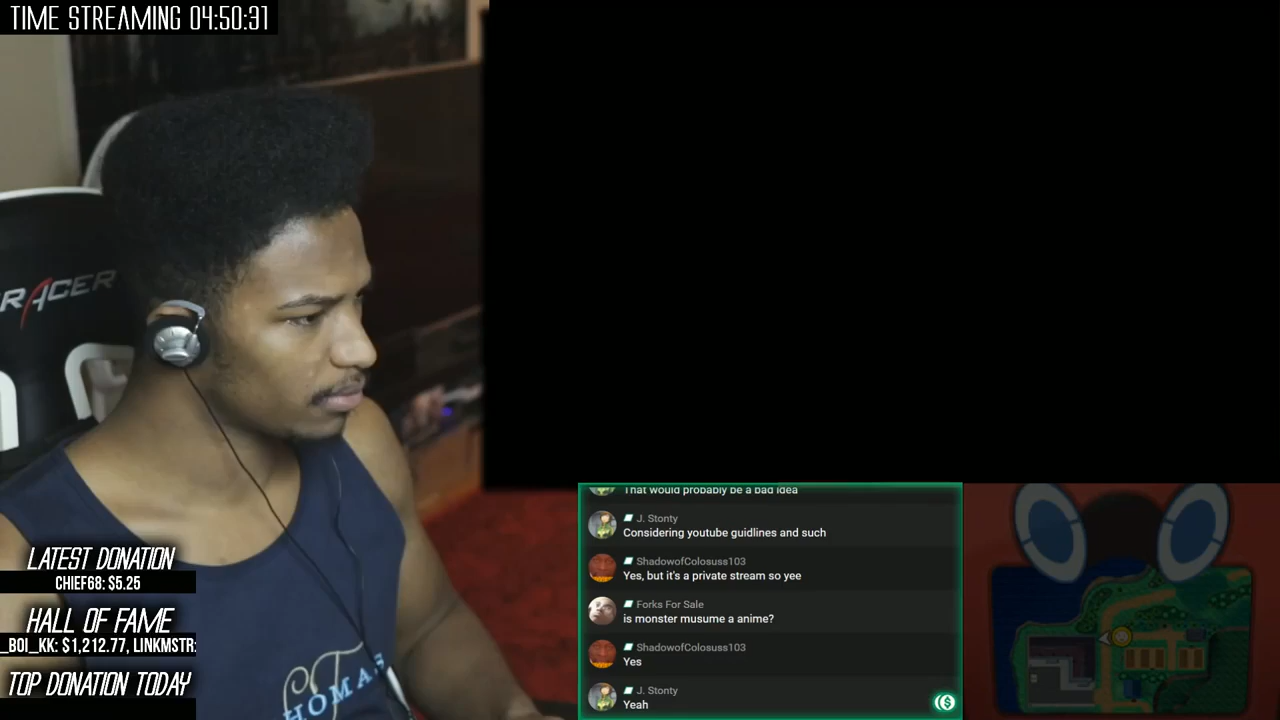 TIME STREAMING 04:50:31
RACER
That would probably be a bad idea
J. Stonty
Considering youtube guidlines and such
ShadowofColosuss103
Yes, but it's a private stream so yee
Forks For Sale
is monster musume a anime?
ShadowofColosuss103
Yes
J. Stonty
Yeah
LATEST DONATION
CHIEF68: $5.25
HALL OF FAME
_BOI_KK: $1,212.77, LINKMSTR:
TOP DONATION TODAY
THOMAS